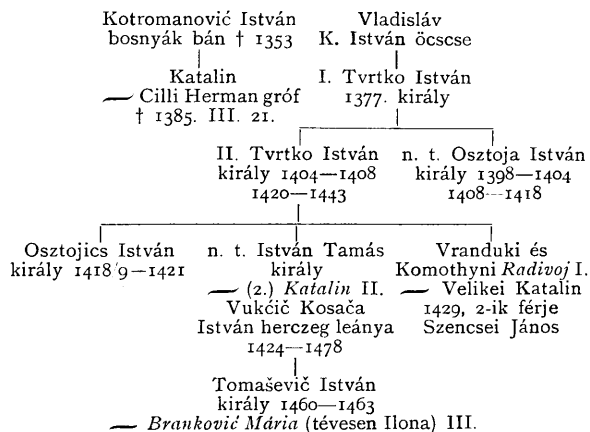 Kotromanović István
bosnyák bán † 1353
Vladisláv
K. István öcscse
Katalin
Cilli Herman gróf
† 1385. III. 21.
I. Tvrtko István
1377. király
II. Tvrtko István
király 1404—1408
1420—1443
n. t. Osztoja István
király 1398—1404
1408—1418
Osztojics István
király 1418/9—1421
n. t. István Tamás
király
(2.) Katalin II.
Vukčič Kosača
István herczeg leánya
1424—1478
Vranduki és
Komothyni Radivoj I.
Velikei Katalin
1429, 2-ik férje
Szencsei János
Tomaševič István
király 1460—1463
Branković Mária (tévesen Ilona) III.